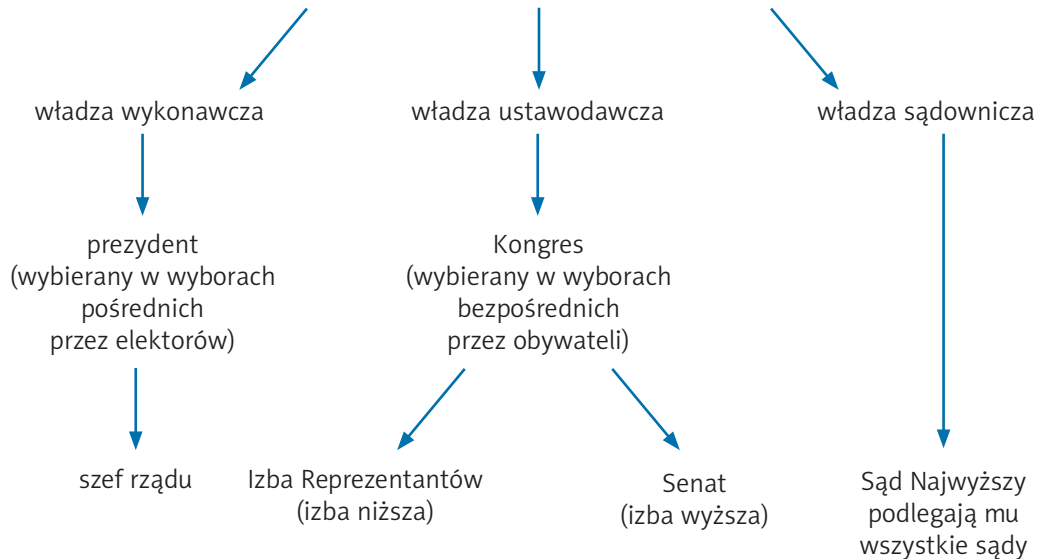 władza wykonawcza
władza ustawodawcza
władza sądownicza
prezydent
(wybierany w wyborach
pośrednich
przez elektorów)
Kongres
(wybierany w wyborach
bezpośrednich
przez obywateli)
szef rządu
Izba Reprezentantów
(izba niższa)
Senat
(izba wyższa)
Sąd Najwyższy
podlegają mu
wszystkie sądy